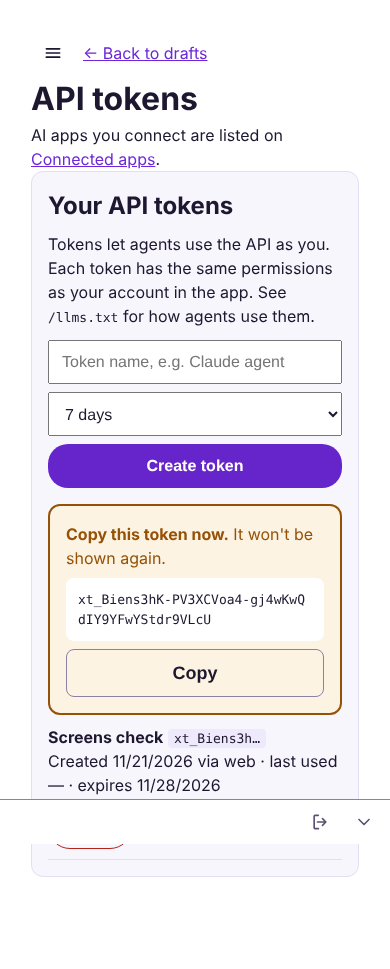 ← Back to drafts
API tokens
AI apps you connect are listed on
Connected apps.
Your API tokens
Tokens let agents use the API as you.
Each token has the same permissions
as your account in the app. See
/llms.txt for how agents use them.
Token name, e.g. Claude agent
7 days
Create token
Copy this token now. It won't be
shown again.
xt_Biens3hK-PV3XCVoa4-gj4wKwQ
dIY9YFwYStdr9VLcU
Copy
Screens check xt_Biens3h…
Created 11/21/2026 via web · last used
— · expires 11/28/2026